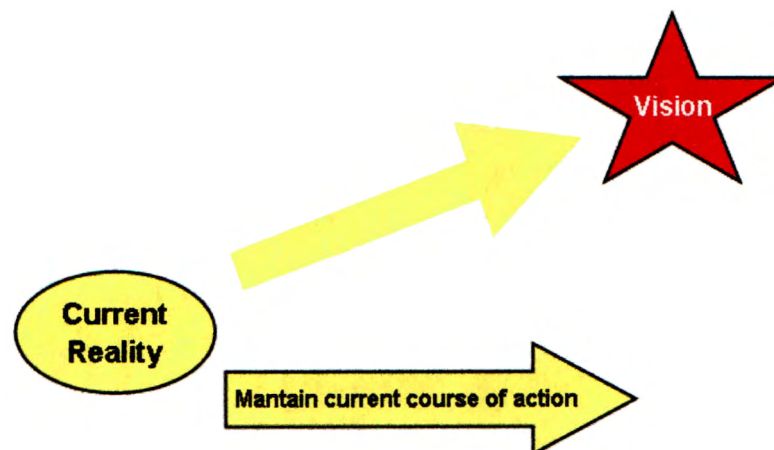 Vision
Current
Reality
Mantain current course of action